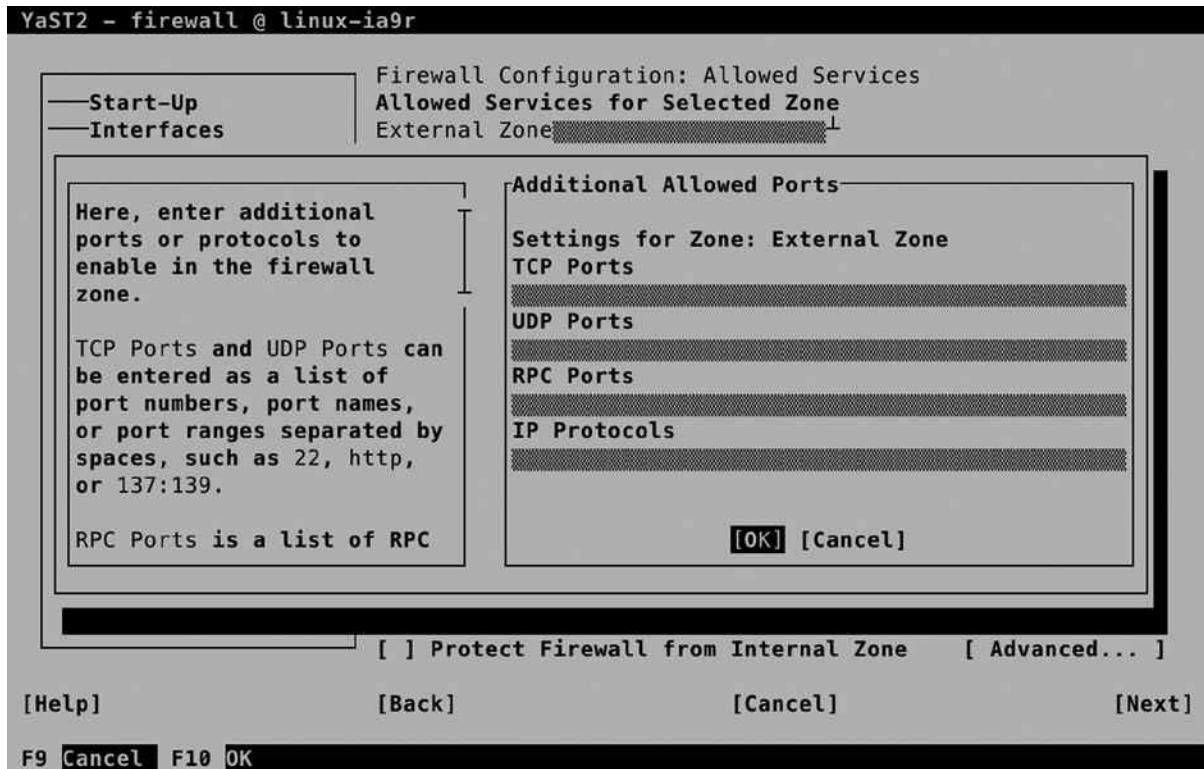 YaST2 - firewall @ linux-ia9r
Firewall Configuration: Allowed Services
Start-Up
Allowed Services for Selected Zone
Interfaces
External Zone
Here, enter additional
ports or protocols to
enable in the firewall
zone.
TCP Ports and UDP Ports can
be entered as a list of
port numbers, port names,
or port ranges separated by
spaces, such as 22, http,
or 137:139.
RPC Ports is a list of RPC
Additional Allowed Ports
Settings for Zone: External Zone
TCP Ports
UDP Ports
RPC Ports
IP Protocols
[OK] [Cancel]
[ ] Protect Firewall from Internal Zone [ Advanced... ]
[Help] [Back] [Cancel] [Next]
F9 Cancel F10 OK